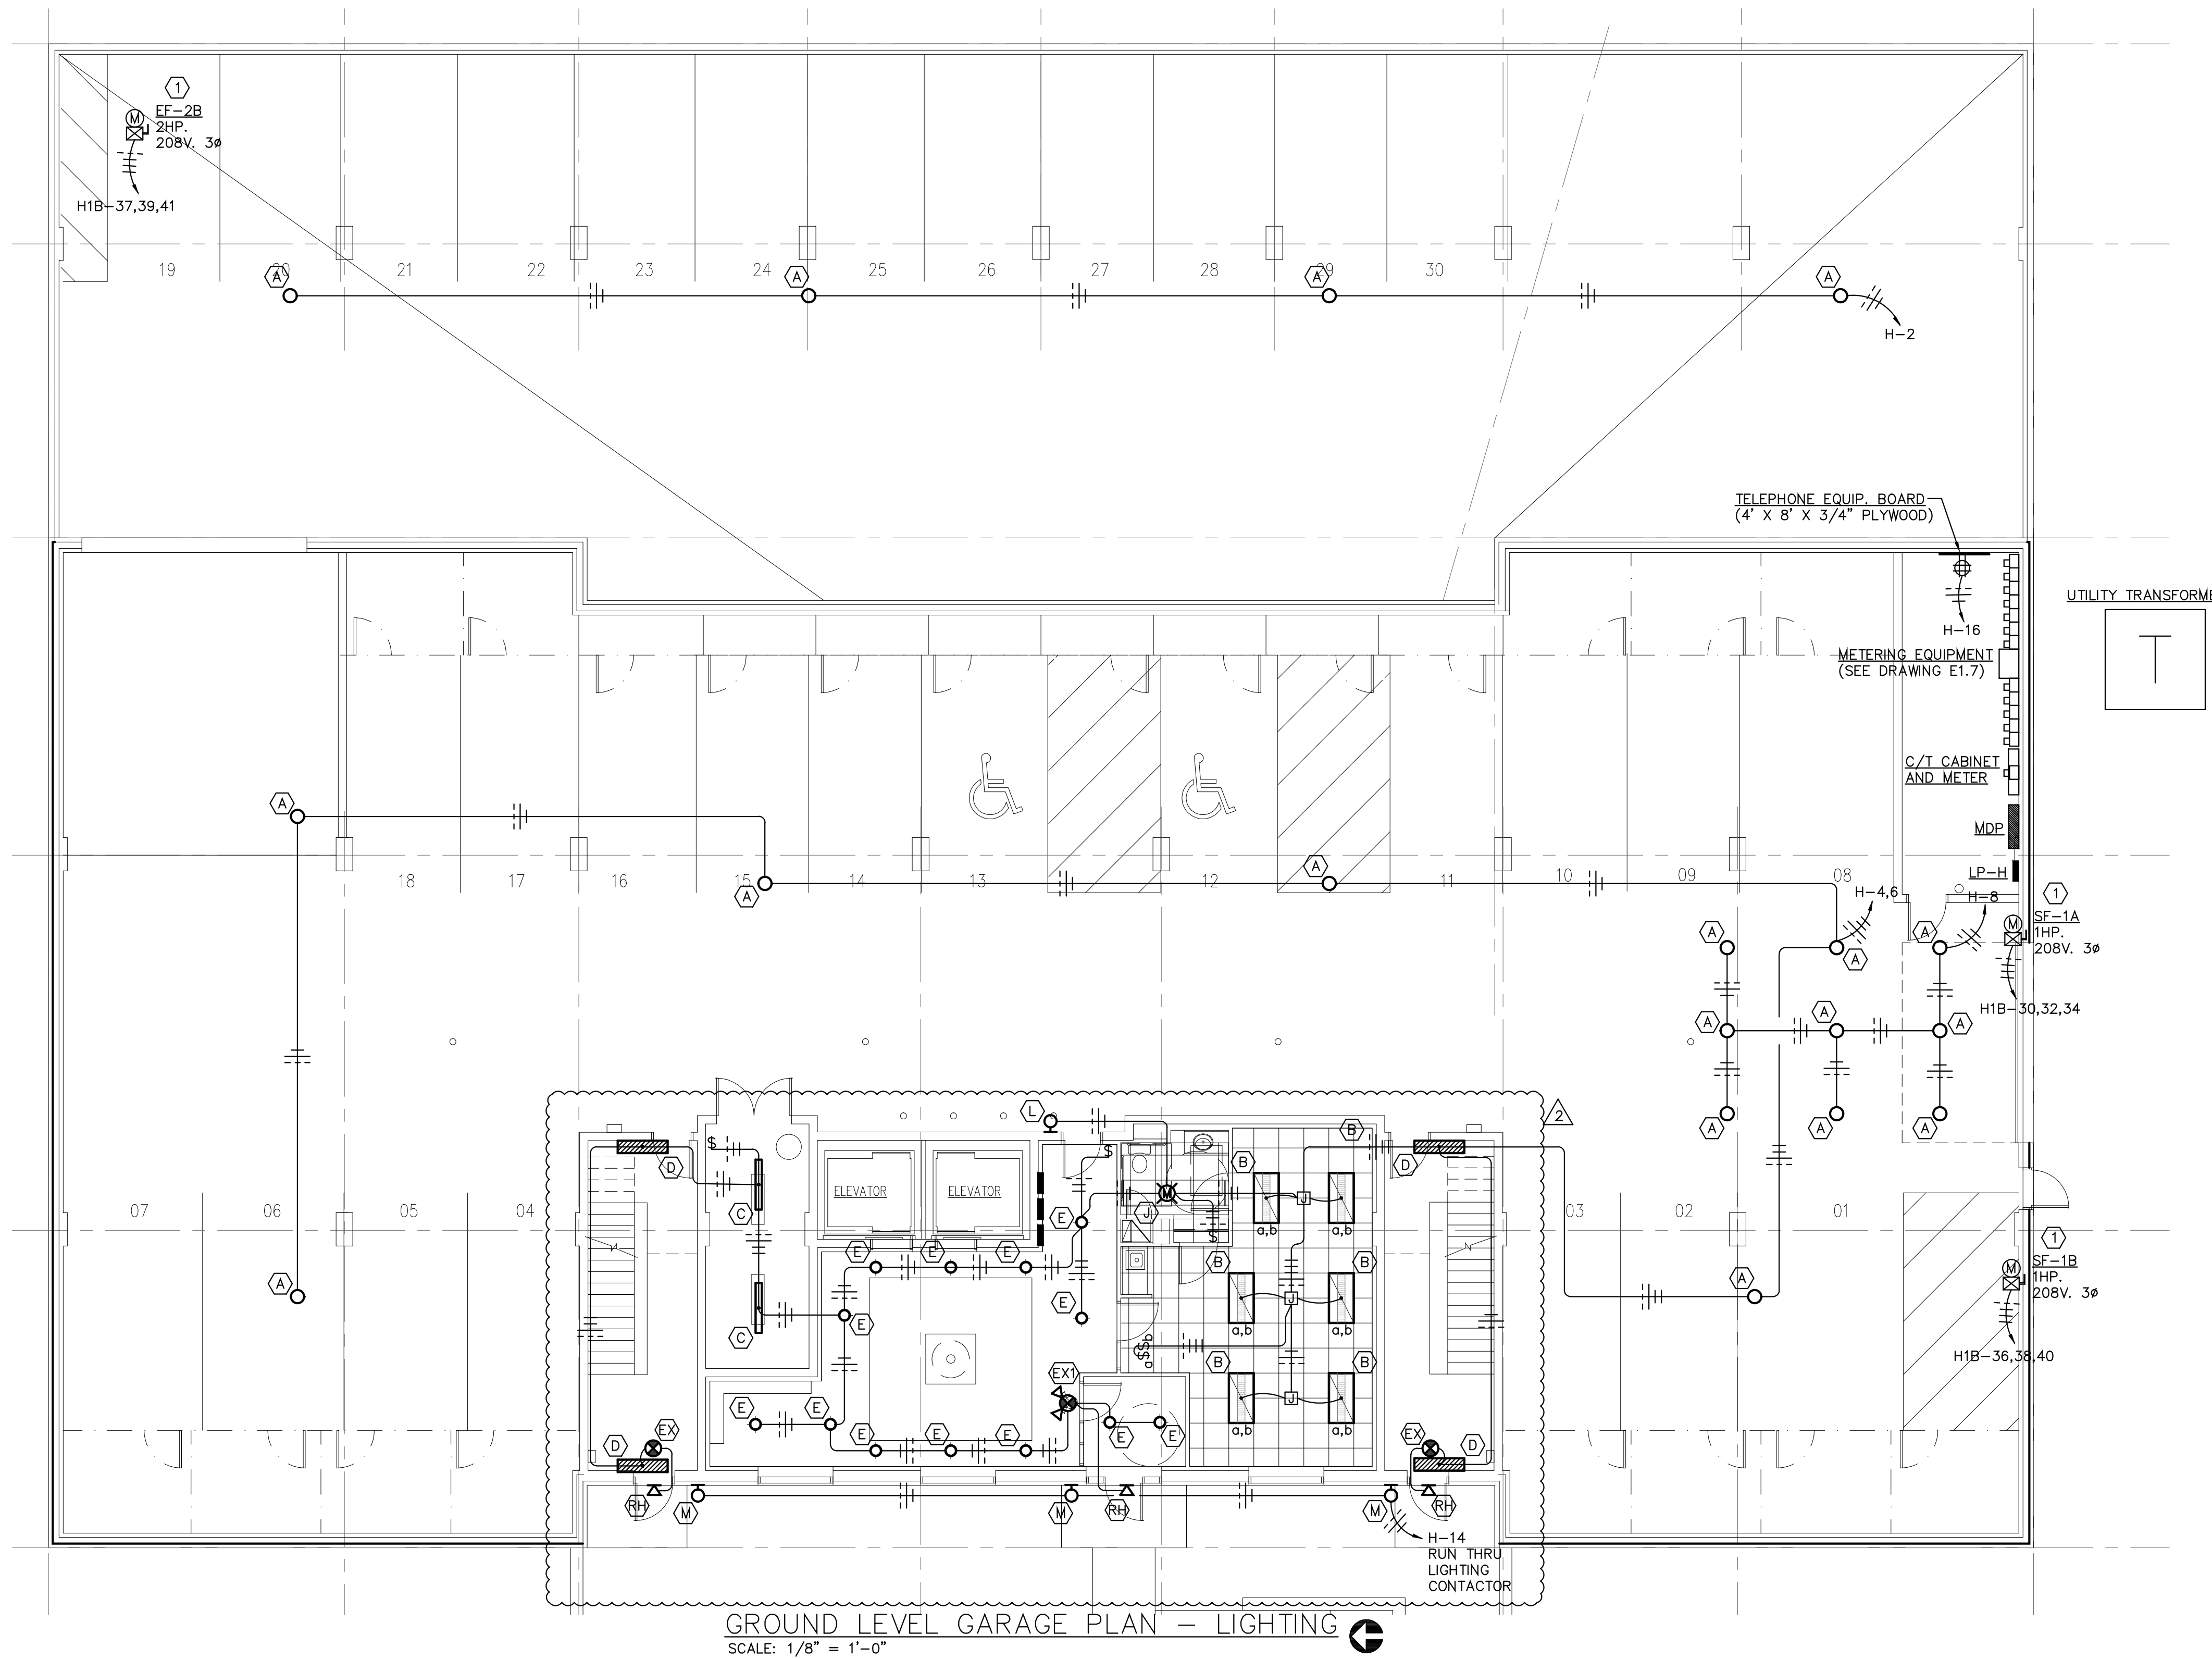 1
EF-2B
M
2HP.
208V. 3ø
H1B-37,39,41
19
20
21
22
23
24
25
26
27
28
29
30
A
A
A
A
H-2
TELEPHONE EQUIP. BOARD
(4' X 8' X 3/4" PLYWOOD)
H-16
METERING EQUIPMENT
(SEE DRAWING E1.7)
T
C/T CABINET
AND METER
MDP
LP-H
A
A
A
18
17
16
15
14
13
12
11
10
09
08
H-4,6
H-8
1
SF-1A
M
1HP.
208V. 3ø
H1B-30,32,34
A
A
A
A
A
A
A
A
A
L
2
$
D
C
C
ELEVATOR
ELEVATOR
$
M
J
$
B
B
J
a,b
a,b
D
07
06
05
04
03
02
01
A
A
1
SF-1B
M
1HP.
208V. 3ø
H1B-36,38,40
E
E
E
E
E
E
B
B
J
a,b
a,b
a$$b
N
N
EX1
E
E
B
B
J
a,b
a,b
E
E
E
E
E
EX
D
EX
D
RH
M
M
RH
M
RH
H-14
RUN THRU
LIGHTING
CONTACTOR
GROUND LEVEL GARAGE PLAN - LIGHTING
SCALE: 1/8" = 1'-0"